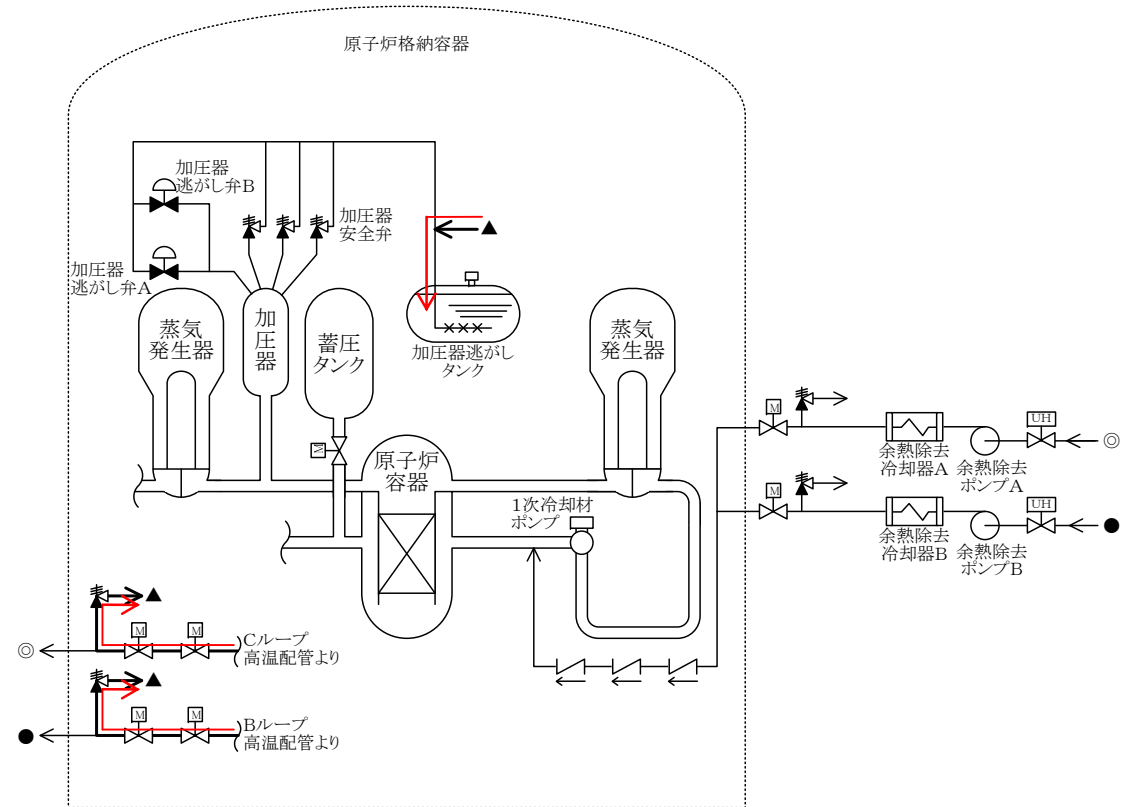 原子炉格納容器
加圧器
逃がし弁B
加圧器
安全弁
▲
加圧器
逃がし弁A
蒸気
発生器
加
圧
器
蓄圧
タンク
加圧器逃がし
タンク
蒸気
発生器
M
原子炉
容器
1次冷却材
ポンプ
M
余熱除去
冷却器A
余熱除去
ポンプA
UH
◎
M
余熱除去
冷却器B
余熱除去
ポンプB
UH
●
▲
M
M
◎
Cループ
高温配管より
▲
M
M
●
Bループ
高温配管より